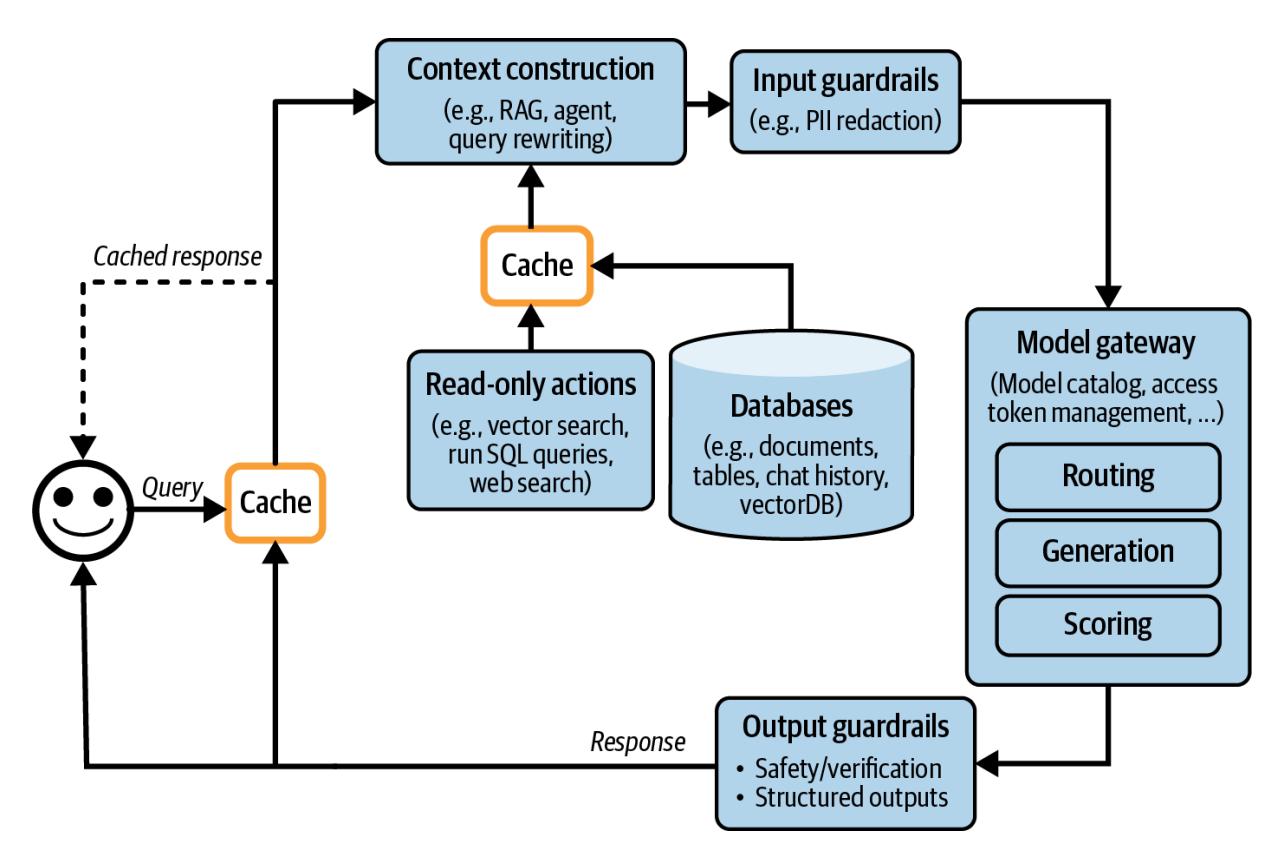 Context construction
(e.g., RAG, agent,
query rewriting)
Input guardrails
(e.g., PII redaction)
Cached response
Cache
Model gateway
(Model catalog, access
token management, ...)
Read-only actions
(e.g., vector search,
run SQL queries,
web search)
Databases
(e.g., documents,
tables, chat history,
vectorDB)
Query
Cache
Routing
Generation
Scoring
Response
Output guardrails
• Safety/verification
• Structured outputs